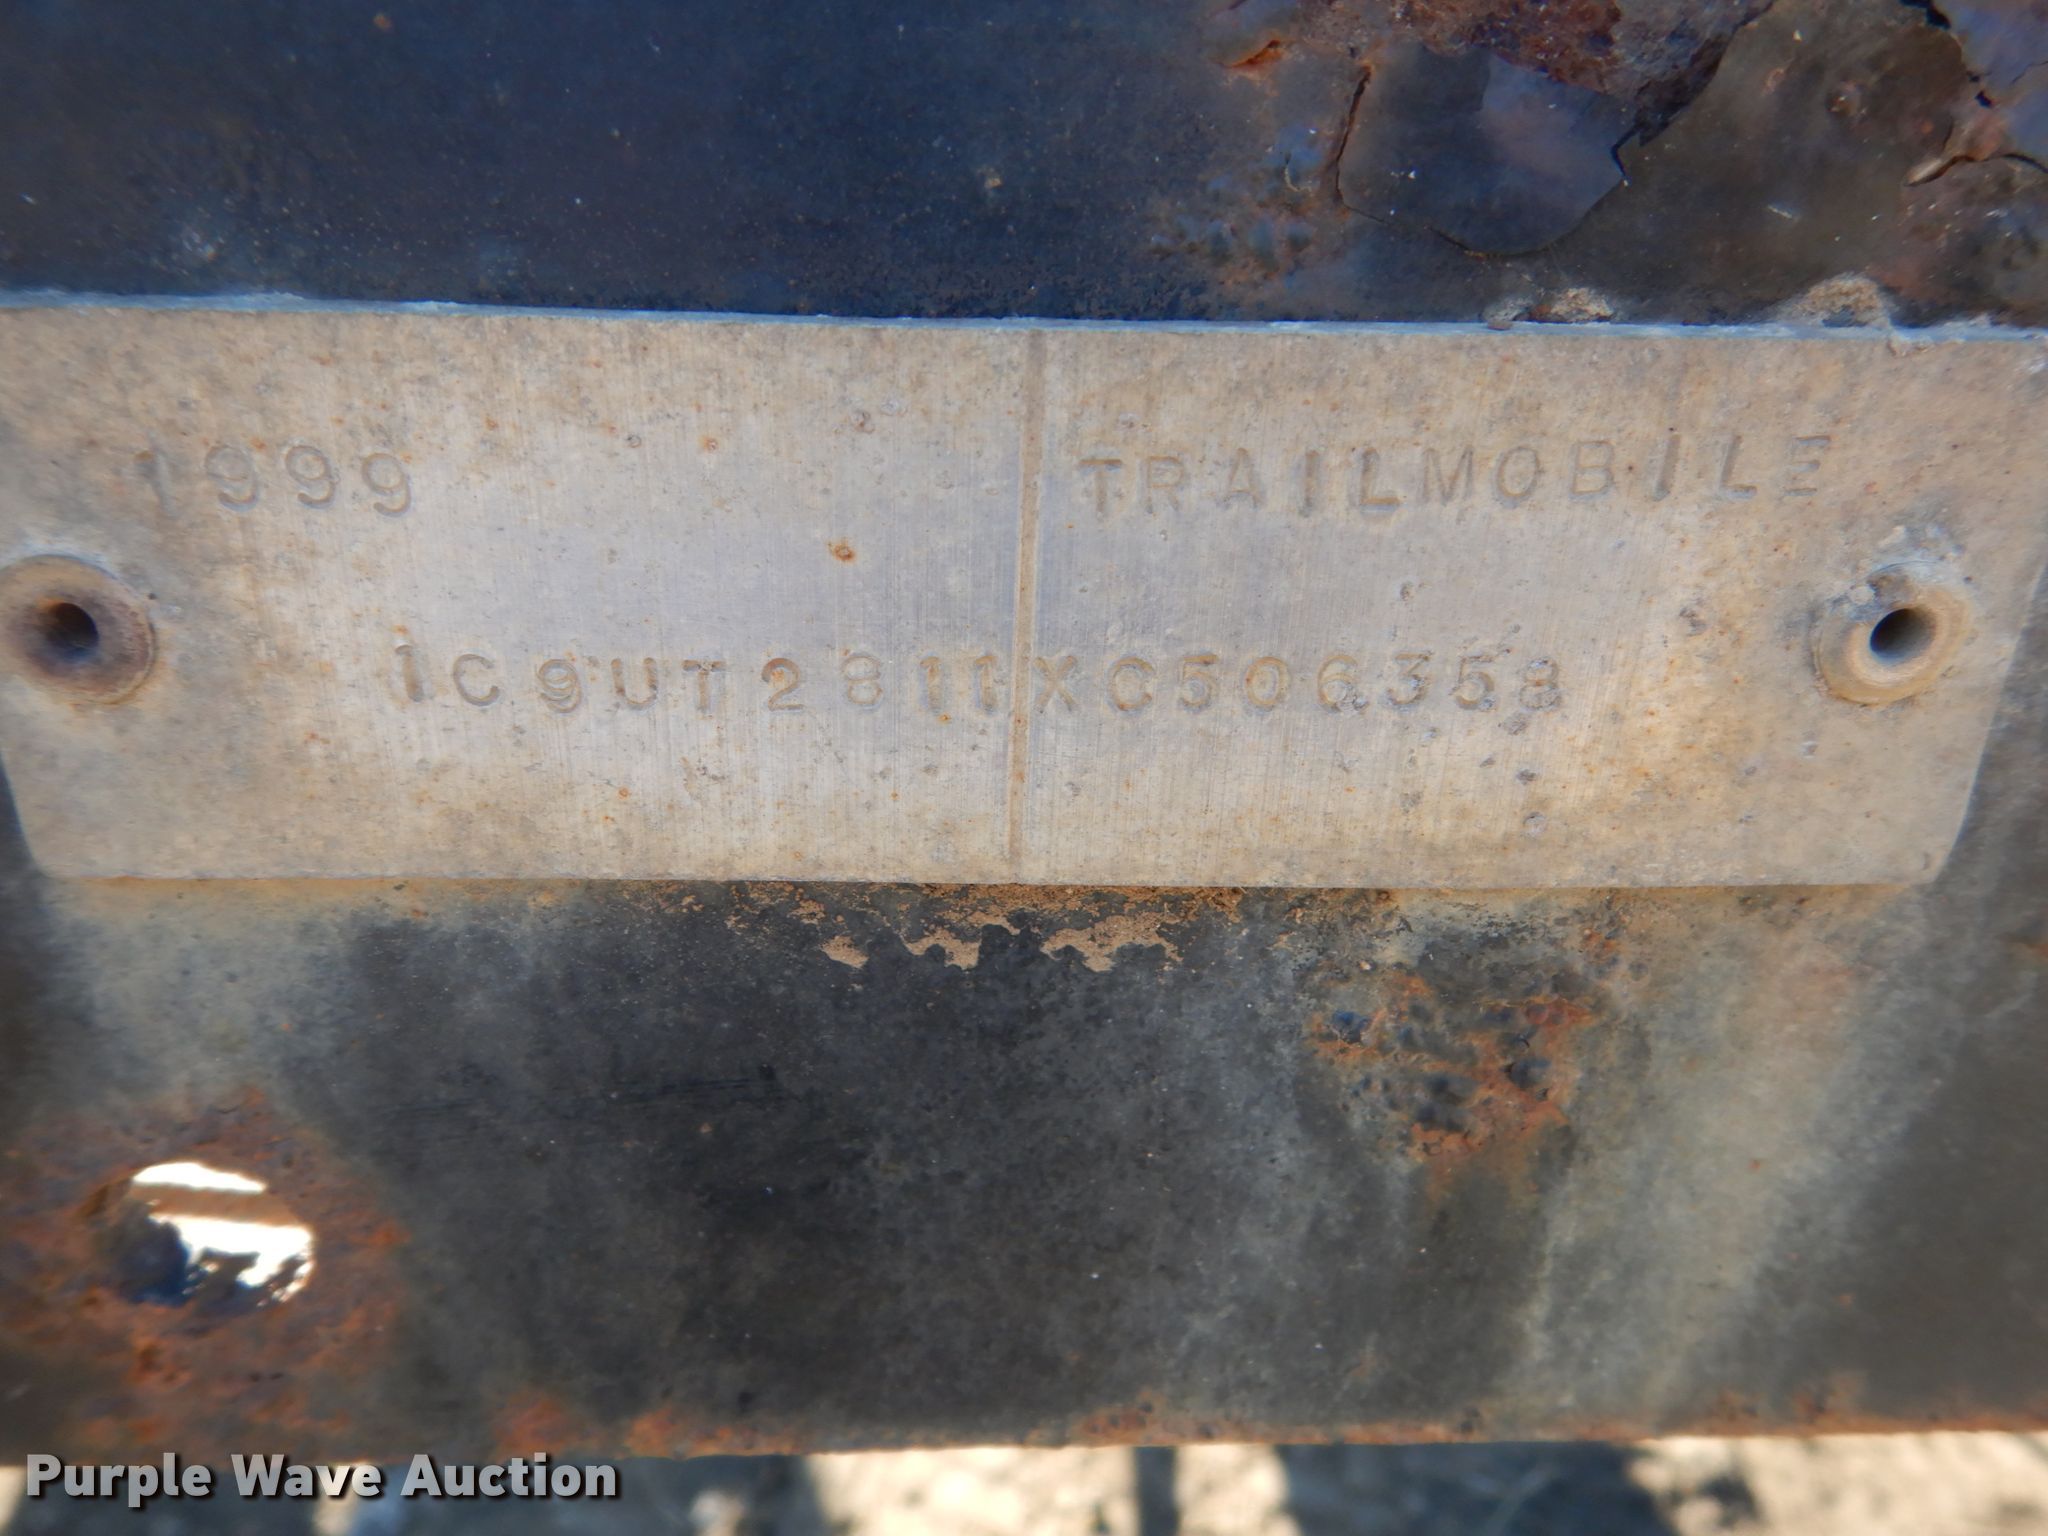 1999 TRAILMOBILE
1C9UT2811XC506358
Purple Wave Auction